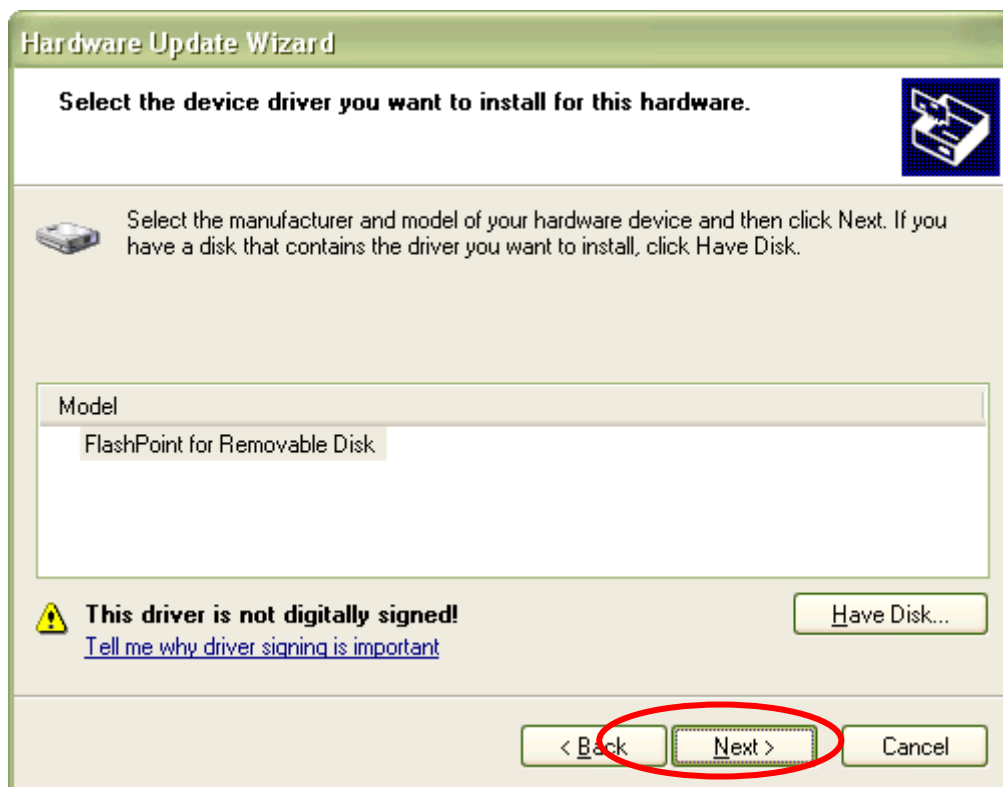 Hardware Update Wizard
Select the device driver you want to install for this hardware.
Select the manufacturer and model of your hardware device and then click Next. If you
have a disk that contains the driver you want to install, click Have Disk.
Model
FlashPoint for Removable Disk
This driver is not digitally signed!
Have Disk...
Tell me why driver signing is important
< Back Next > Cancel